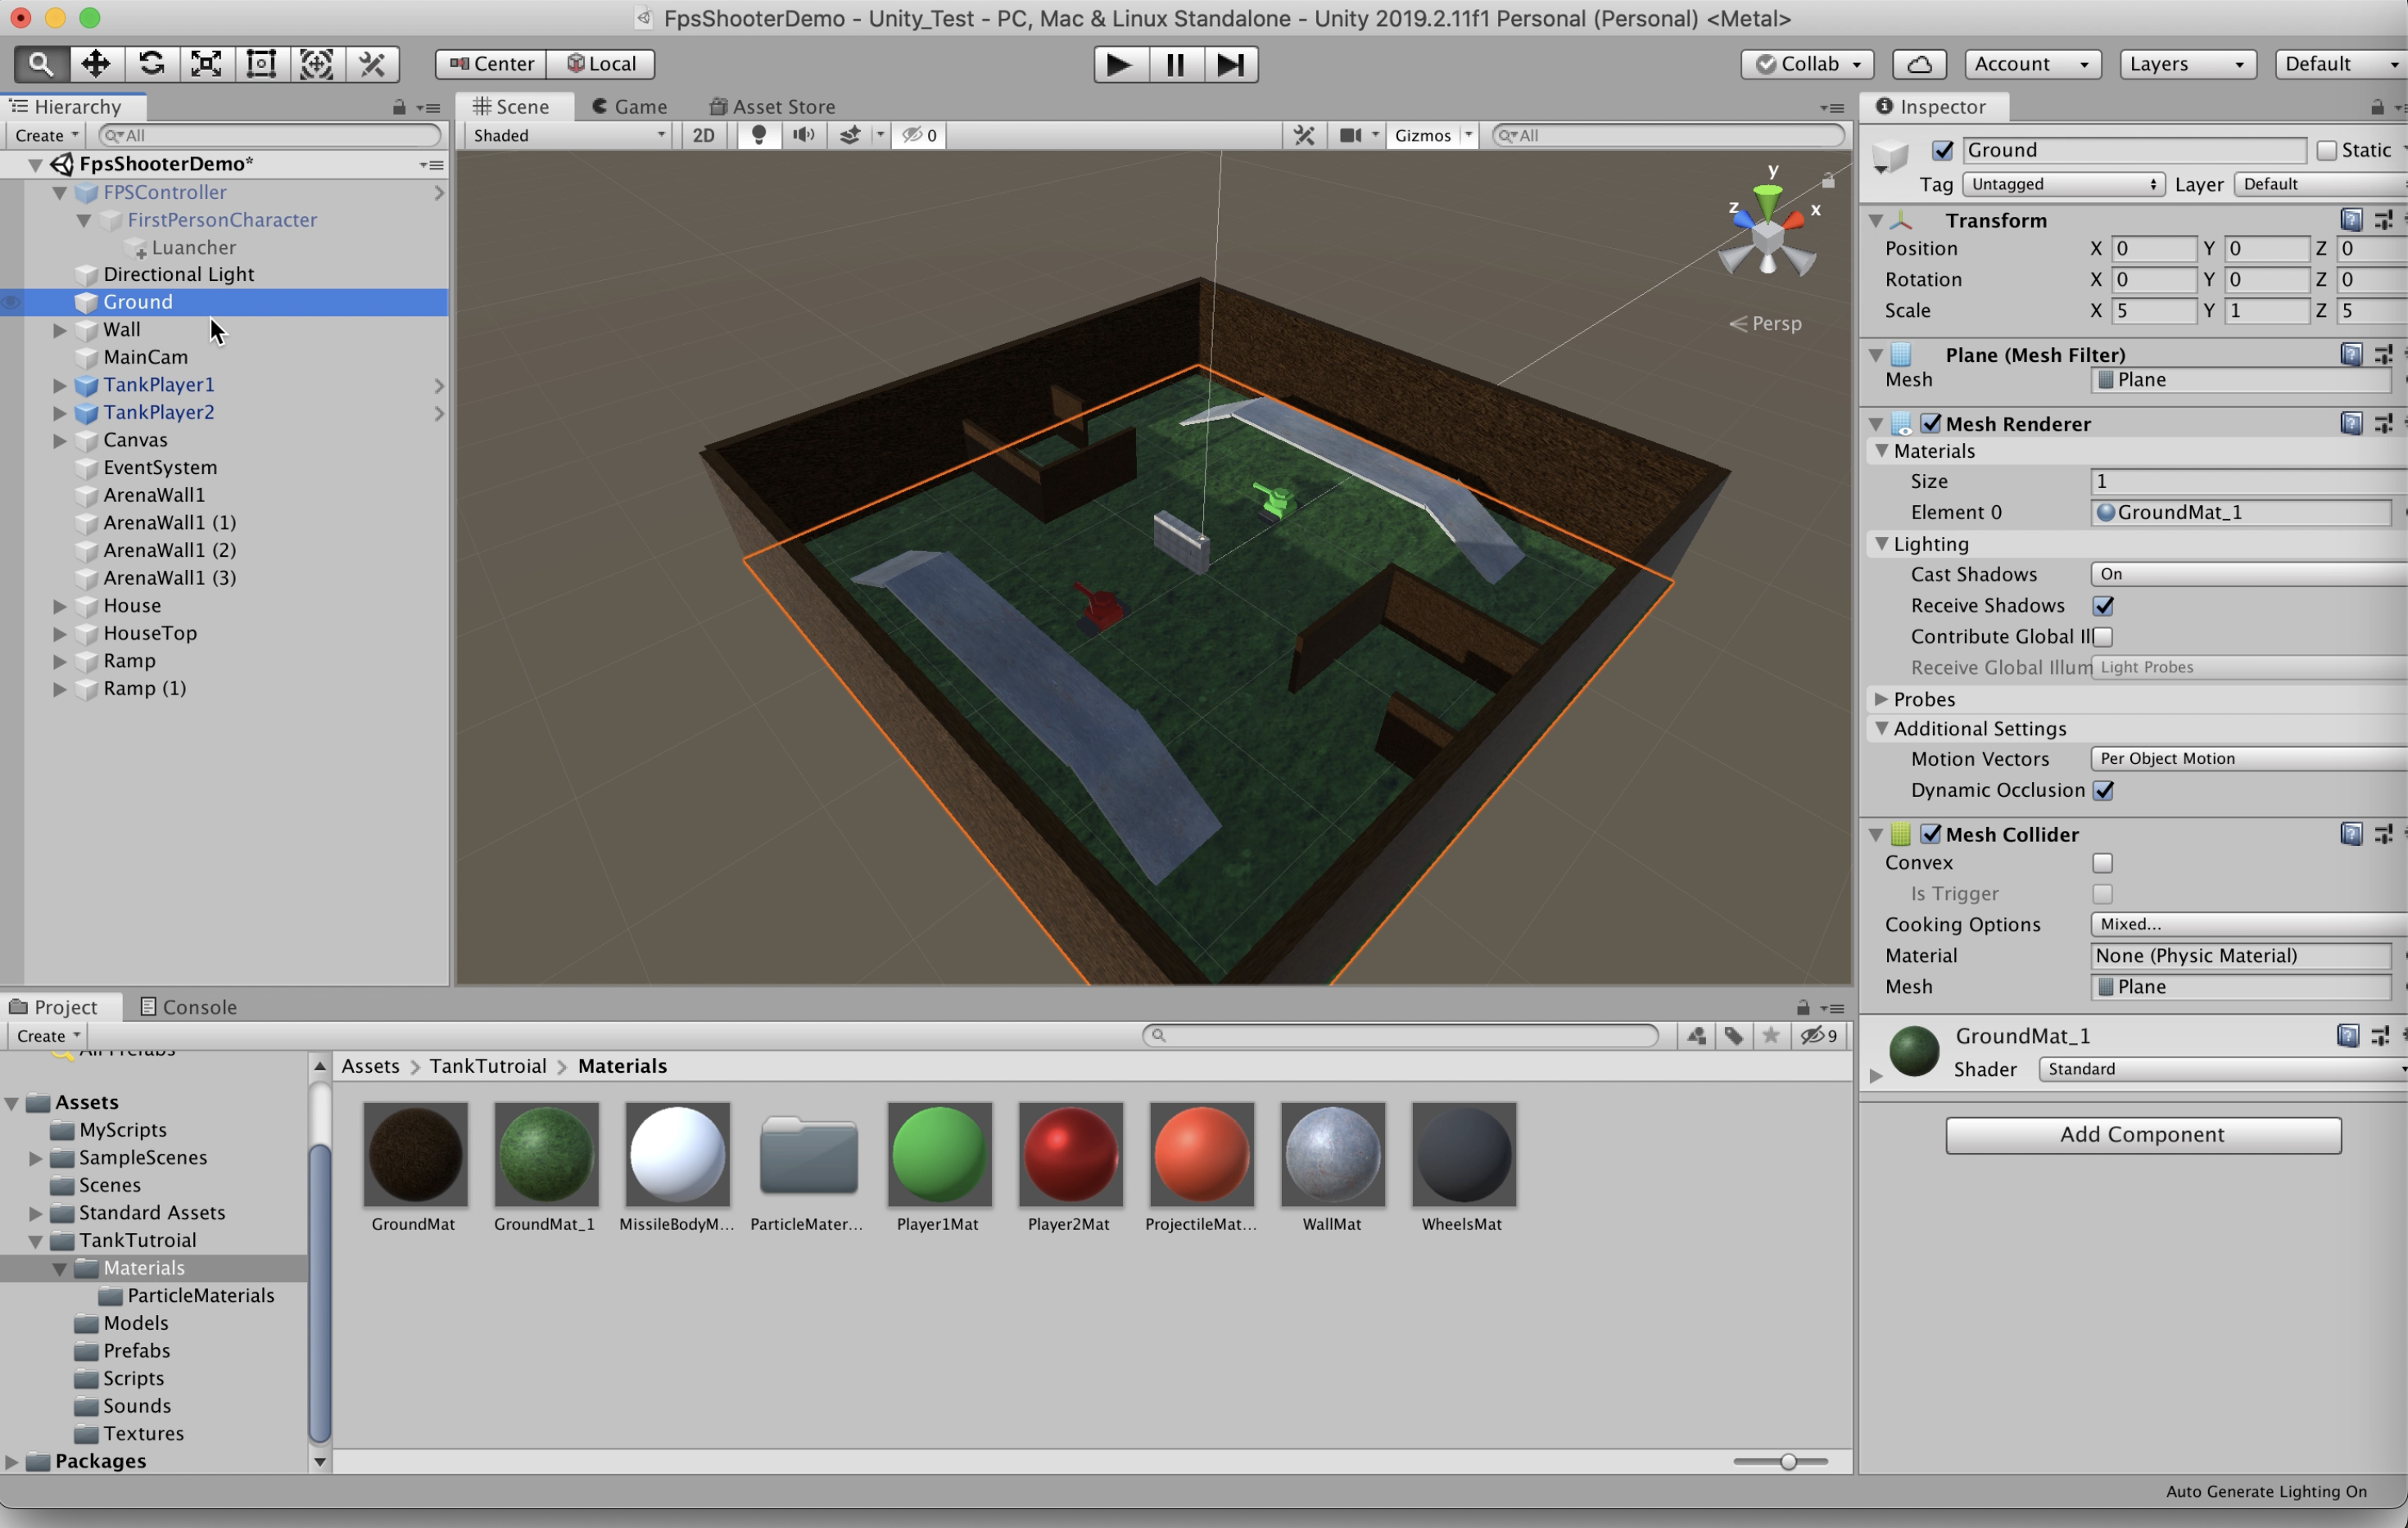 FpsShooterDemo - Unity_Test - PC, Mac & Linux Standalone - Unity 2019.2.11f1 Personal (Personal) <Metal>
Center Local Collab Account Layers Default
Hierarchy
Create All
FpsShooterDemo*
FPSController
FirstPersonCharacter
Luancher
Directional Light
Ground
Wall
MainCam
TankPlayer1
TankPlayer2
Canvas
EventSystem
ArenaWall1
ArenaWall1 (1)
ArenaWall1 (2)
ArenaWall1 (3)
House
HouseTop
Ramp
Ramp (1)
Scene Game Asset Store
Shaded 2D 0 Gizmos All
y
z x
Persp
Inspector
Ground Static
Tag Untagged Layer Default
Transform
Position X 0 Y 0 Z 0
Rotation X 0 Y 0 Z 0
Scale X 5 Y 1 Z 5
Plane (Mesh Filter)
Mesh Plane
Mesh Renderer
Materials
Size 1
Element 0 GroundMat_1
Lighting
Cast Shadows On
Receive Shadows
Contribute Global Ill
Receive Global Illum Light Probes
Probes
Additional Settings
Motion Vectors Per Object Motion
Dynamic Occlusion
Mesh Collider
Convex
Is Trigger
Cooking Options Mixed...
Material None (Physic Material)
Mesh Plane
GroundMat_1
Shader Standard
Add Component
Project Console
Create 9
All Prefabs
Assets
MyScripts
SampleScenes
Scenes
Standard Assets
TankTutroial
Materials
ParticleMaterials
Models
Prefabs
Scripts
Sounds
Textures
Packages
Assets > TankTutroial > Materials
GroundMat GroundMat_1 MissileBodyM... ParticleMater... Player1Mat Player2Mat ProjectileMat... WallMat WheelsMat
Auto Generate Lighting On